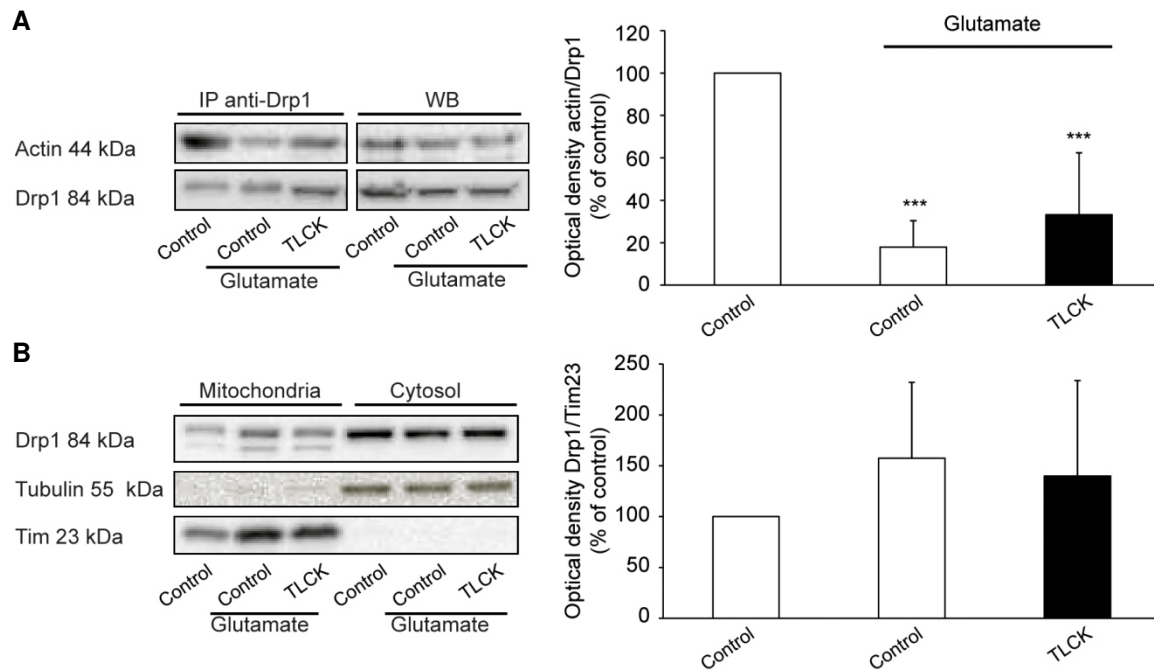 A
IP anti-Drp1 WB
Actin 44 kDa
Drp1 84 kDa
Control Control TLCK Control Control TLCK
Glutamate Glutamate
Glutamate
Optical density actin/Drp1
(% of control)
120
100
80
60
40
20
0
*** ***
Control Control TLCK
B
Mitochondria Cytosol
Drp1 84 kDa
Tubulin 55 kDa
Tim 23 kDa
Control Control TLCK Control Control TLCK
Glutamate Glutamate
Optical density Drp1/Tim23
(% of control)
250
200
150
100
50
0
Control Control TLCK